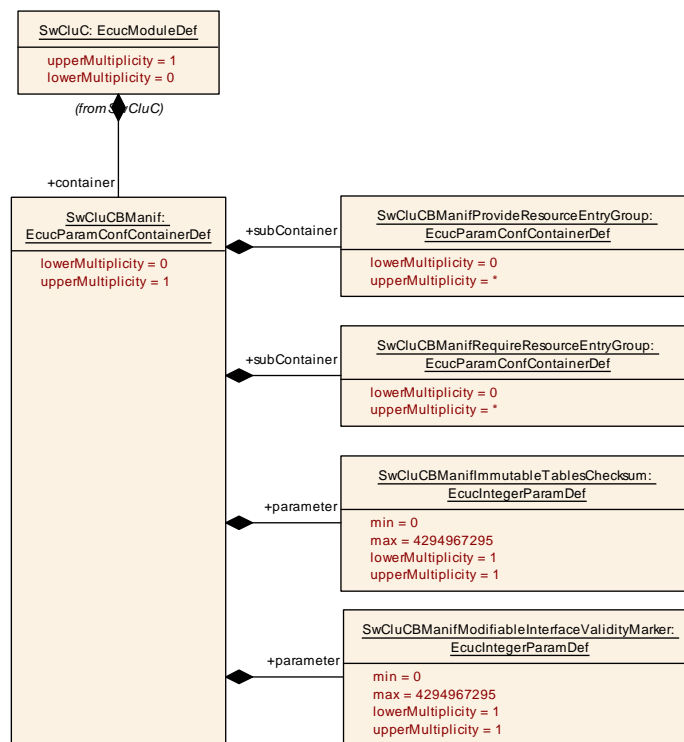 SwCluC: EcucModuleDef
upperMultiplicity = 1
lowerMultiplicity = 0
(from SwCluC)
+container
SwCluCBManif:
EcucParamConfContainerDef
lowerMultiplicity = 0
upperMultiplicity = 1
+subContainer
SwCluCBManifProvideResourceEntryGroup:
EcucParamConfContainerDef
lowerMultiplicity = 0
upperMultiplicity = *
+subContainer
SwCluCBManifRequireResourceEntryGroup:
EcucParamConfContainerDef
lowerMultiplicity = 0
upperMultiplicity = *
+parameter
SwCluCBManifImmutableTablesChecksum:
EcucIntegerParamDef
min = 0
max = 4294967295
lowerMultiplicity = 1
upperMultiplicity = 1
+parameter
SwCluCBManifModifiableInterfaceValidityMarker:
EcucIntegerParamDef
min = 0
max = 4294967295
lowerMultiplicity = 1
upperMultiplicity = 1